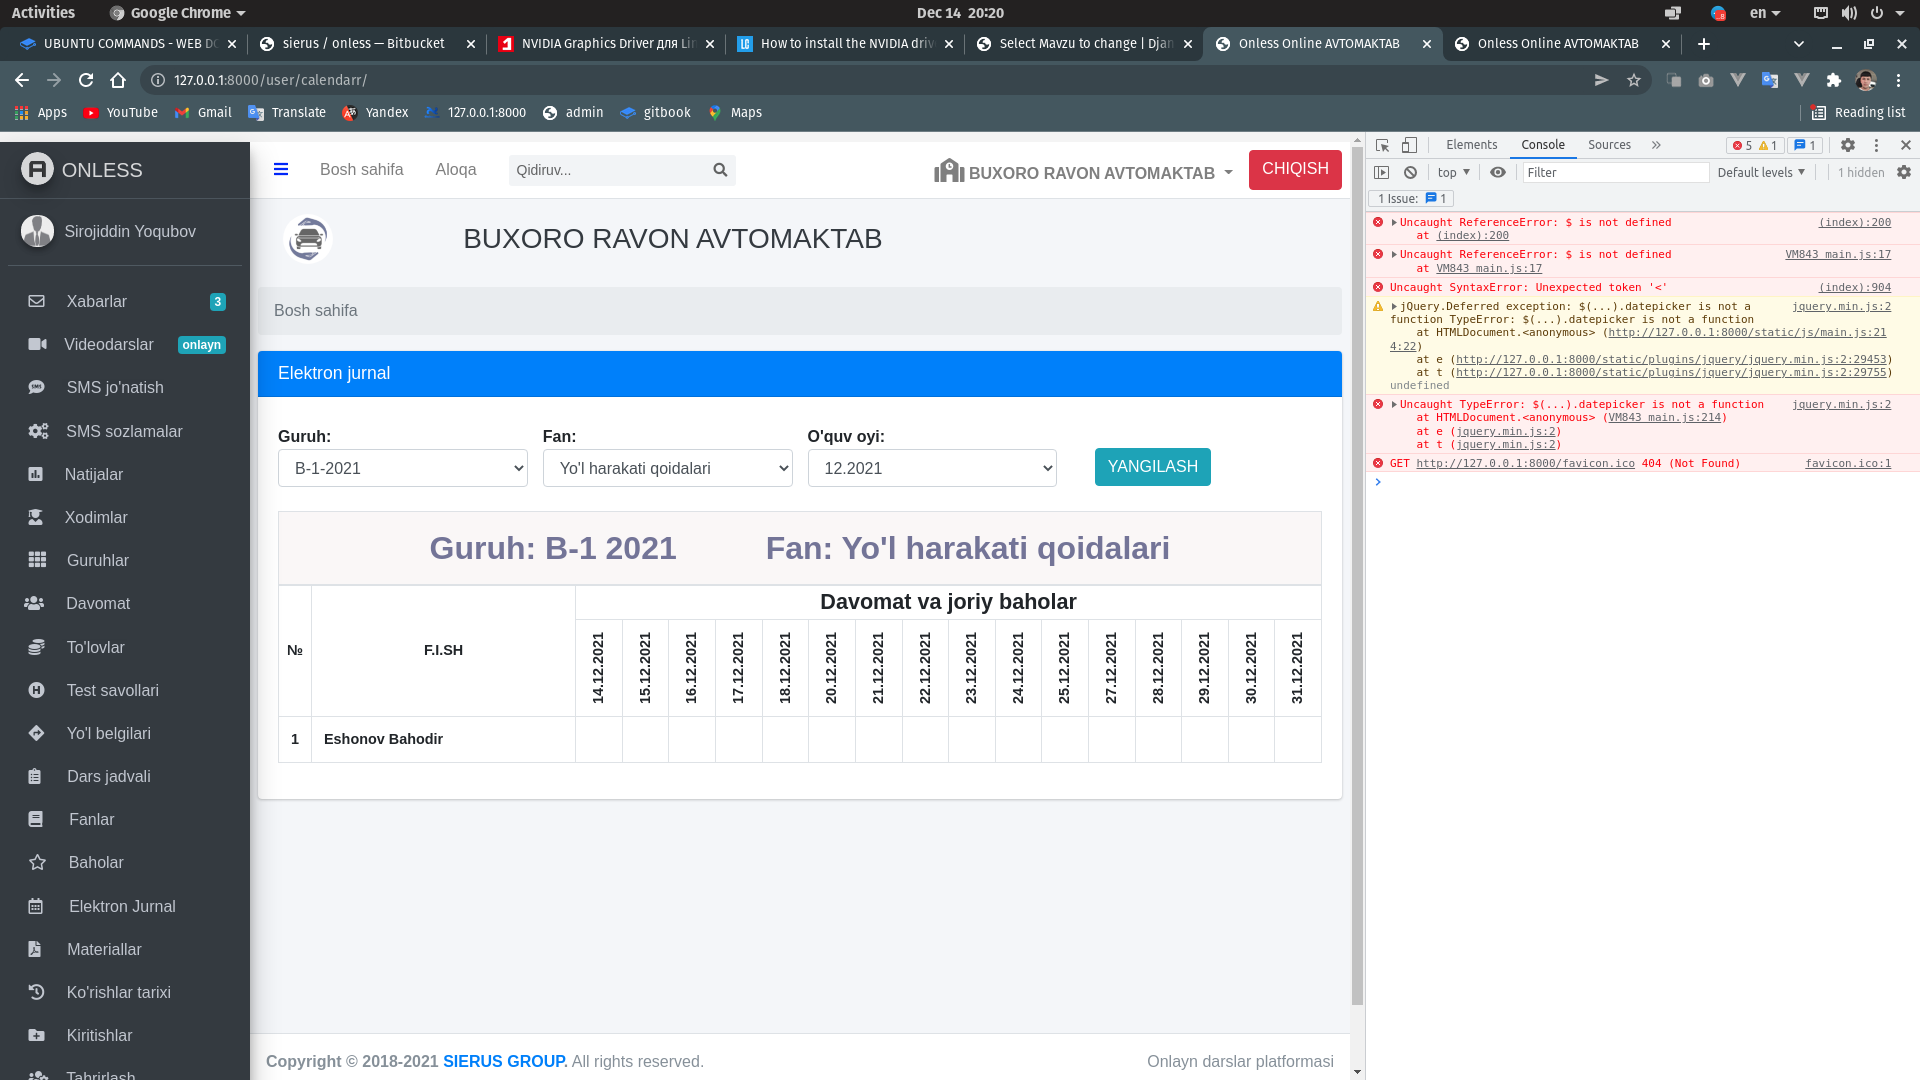 Activities
Google Chrome
Dec 14 20:20
en
UBUNTU COMMANDS - WEB DO
sierus / onless — Bitbucket
NVIDIA Graphics Driver для Lin
How to install the NVIDIA drive
Select Mavzu to change | Djan
Onless Online AVTOMAKTAB
Onless Online AVTOMAKTAB
127.0.0.1:8000/user/calendarr/
Apps
YouTube
Gmail
Translate
Yandex
127.0.0.1:8000
admin
gitbook
Maps
Reading list
ONLESS
Sirojiddin Yoqubov
Xabarlar 3
Videodarslar onlayn
SMS jo'natish
SMS sozlamalar
Natijalar
Xodimlar
Guruhlar
Davomat
To'lovlar
Test savollari
Yo'l belgilari
Dars jadvali
Fanlar
Baholar
Elektron Jurnal
Materiallar
Ko'rishlar tarixi
Kiritishlar
Tahrirlash
Bosh sahifa
Aloqa
Qidiruv...
BUXORO RAVON AVTOMAKTAB
CHIQISH
BUXORO RAVON AVTOMAKTAB
Bosh sahifa
Elektron jurnal
Guruh: Fan: O'quv oyi:
B-1-2021 Yo'l harakati qoidalari 12.2021 YANGILASH
Guruh: B-1 2021 Fan: Yo'l harakati qoidalari
№ F.I.SH Davomat va joriy baholar
14.12.2021 15.12.2021 16.12.2021 17.12.2021 18.12.2021 20.12.2021 21.12.2021 22.12.2021 23.12.2021 24.12.2021 25.12.2021 27.12.2021 28.12.2021 29.12.2021 30.12.2021 31.12.2021
1 Eshonov Bahodir
Copyright © 2018-2021 SIERUS GROUP. All rights reserved.
Onlayn darslar platformasi
Elements Console Sources » 5 1 1
top Filter Default levels 1 hidden
1 Issue: 1
Uncaught ReferenceError: $ is not defined (index):200
at (index):200
Uncaught ReferenceError: $ is not defined VM843 main.js:17
at VM843 main.js:17
Uncaught SyntaxError: Unexpected token '<' (index):904
jQuery.Deferred exception: $(...).datepicker is not a jquery.min.js:2
function TypeError: $(...).datepicker is not a function
at HTMLDocument.<anonymous> (http://127.0.0.1:8000/static/js/main.js:21
4:22)
at e (http://127.0.0.1:8000/static/plugins/jquery/jquery.min.js:2:29453)
at t (http://127.0.0.1:8000/static/plugins/jquery/jquery.min.js:2:29755)
undefined
Uncaught TypeError: $(...).datepicker is not a function jquery.min.js:2
at HTMLDocument.<anonymous> (VM843 main.js:214)
at e (jquery.min.js:2)
at t (jquery.min.js:2)
GET http://127.0.0.1:8000/favicon.ico 404 (Not Found) favicon.ico:1